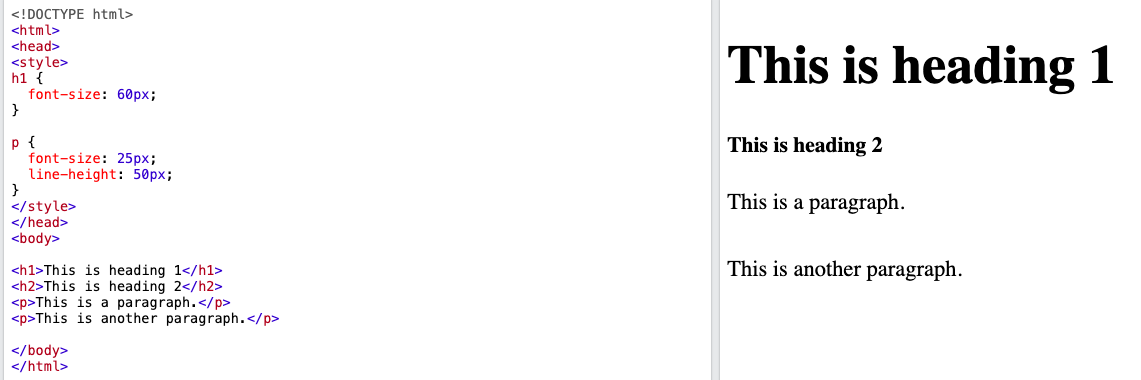 <!DOCTYPE html>
<html>
<head>
<style>
h1 {
  font-size: 60px;
}

p {
  font-size: 25px;
  line-height: 50px;
}
</style>
</head>
<body>

<h1>This is heading 1</h1>
<h2>This is heading 2</h2>
<p>This is a paragraph.</p>
<p>This is another paragraph.</p>

</body>
</html>
This is heading 1
This is heading 2
This is a paragraph.
This is another paragraph.